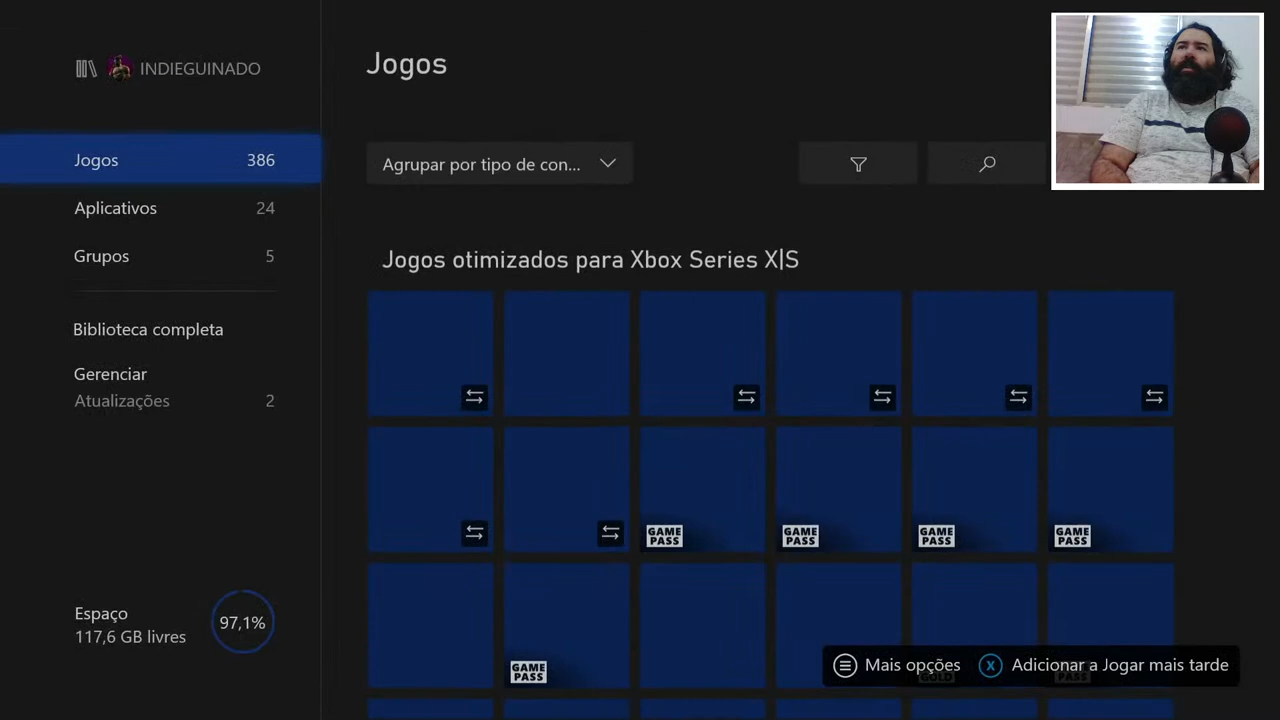 INDIEGUINADO
Jogos 386
Aplicativos 24
Grupos 5
Biblioteca completa
Gerenciar
Atualizações 2
Espaço
117,6 GB livres
97,1%
Jogos
Agrupar por tipo de con...
Jogos otimizados para Xbox Series X|S
GAME
PASS
GAME
PASS
GAME
PASS
GAME
PASS
GAME
PASS
GOLD
PASS
Mais opções
X Adicionar a Jogar mais tarde